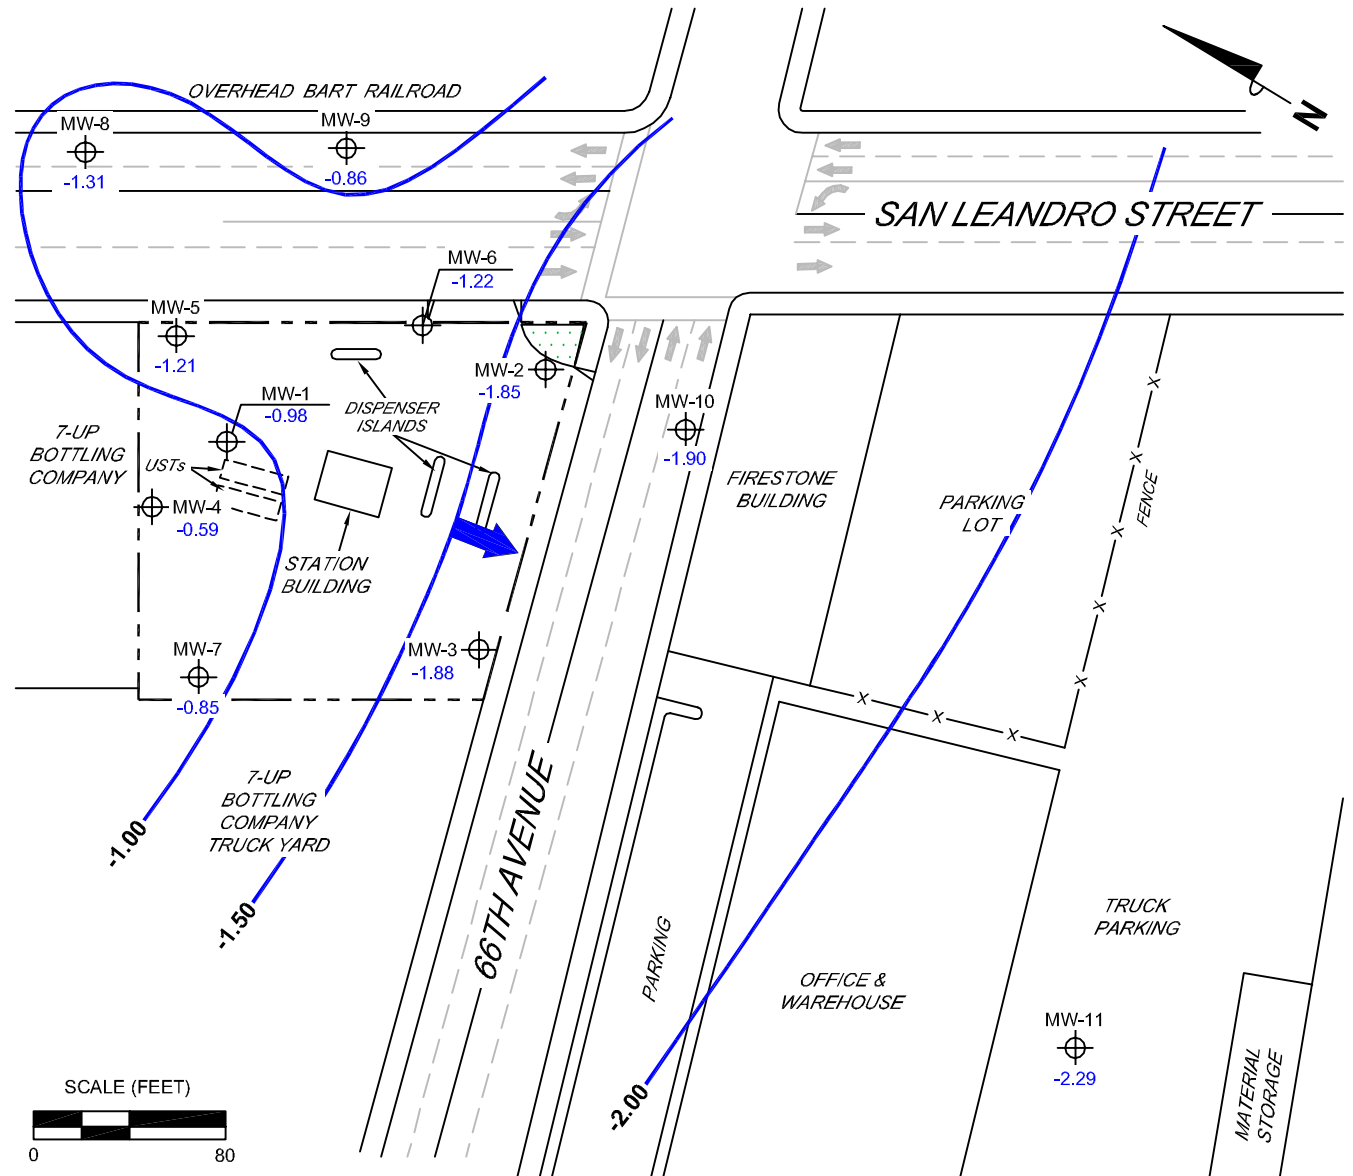 OVERHEAD BART RAILROAD
N
MW-8
-1.31
MW-9
-0.86
SAN LEANDRO STREET
MW-6
-1.22
MW-5
-1.21
MW-2
-1.85
MW-1
-0.98
DISPENSER
ISLANDS
MW-10
-1.90
7-UP
BOTTLING
COMPANY
USTs
MW-4
-0.59
STATION
BUILDING
FIRESTONE
BUILDING
PARKING
LOT
FENCE
X
X
X
X
X
X
X
X
MW-7
-0.85
MW-3
-1.88
7-UP
BOTTLING
COMPANY
TRUCK YARD
-1.00
-1.50
-2.00
66TH AVENUE
PARKING
OFFICE &
WAREHOUSE
TRUCK
PARKING
MW-11
-2.29
MATERIAL
STORAGE
SCALE (FEET)
0
80